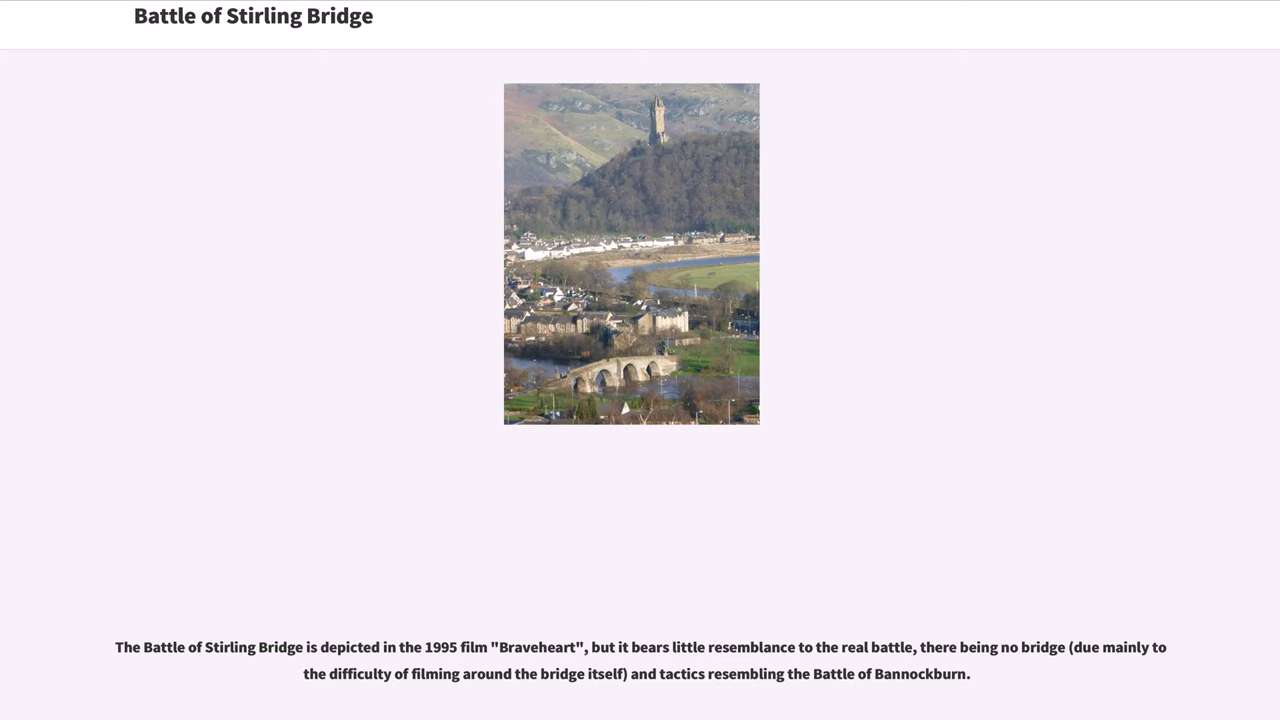 Battle of Stirling Bridge
The Battle of Stirling Bridge is depicted in the 1995 film "Braveheart", but it bears little resemblance to the real battle, there being no bridge (due mainly to
the difficulty of filming around the bridge itself) and tactics resembling the Battle of Bannockburn.